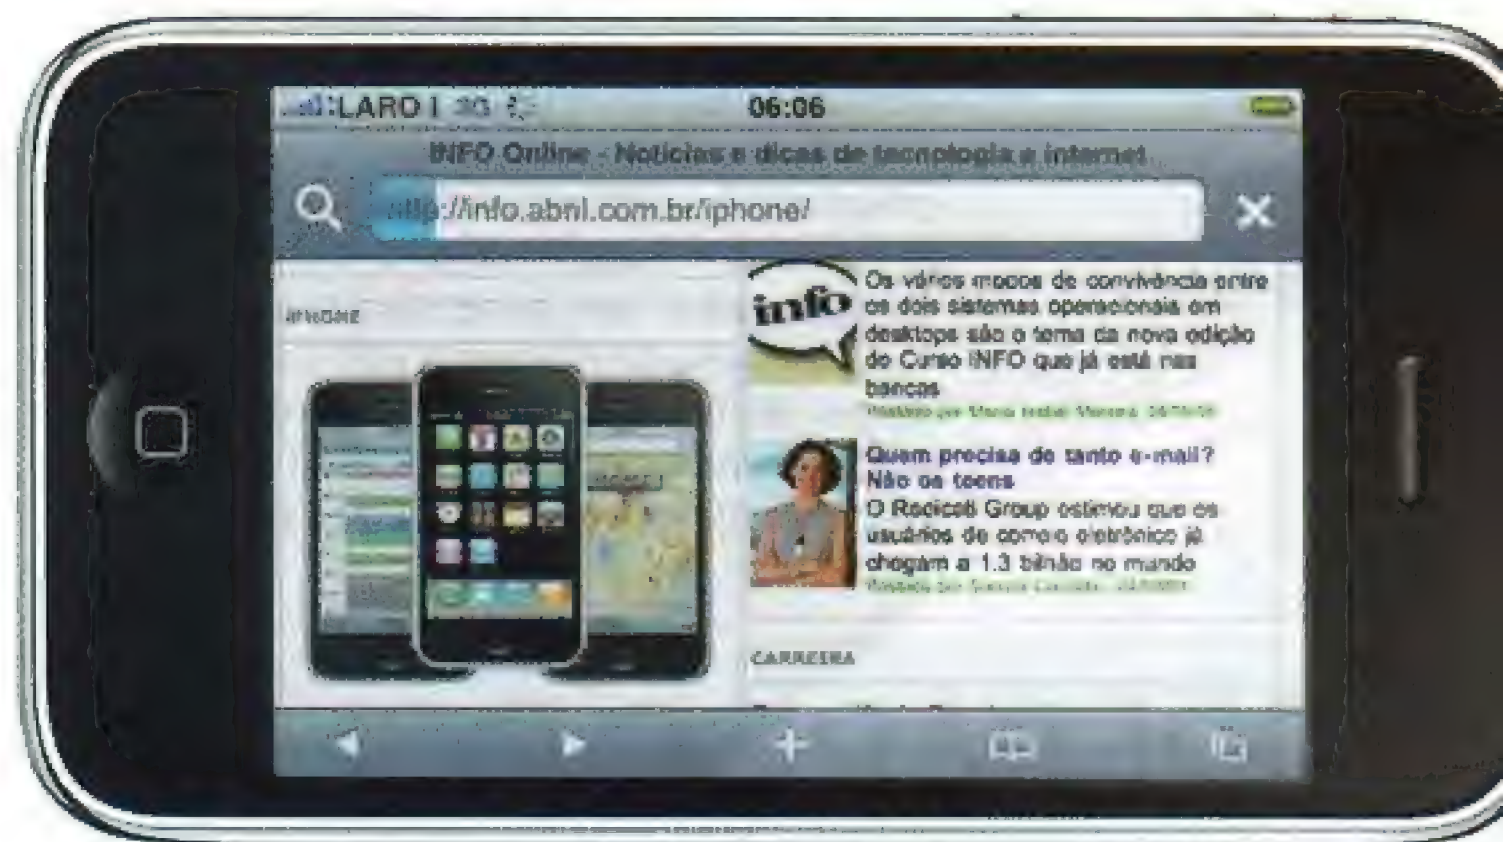 06:06
INFO Online - Notícias e dicas de tecnologia e internet
http://info.abril.com.br/iphone/
IPHONE
info
Os vários modos de convivência entre
os dois sistemas operacionais em
desktops são o tema da nova edição
do Curso INFO que já está nas
bancas
Quem precisa de tanto e-mail?
Não os teens
O Radicati Group estimou que os
usuários de correio eletrônico já
chegam a 1.3 bilhão no mundo
CARREIRA